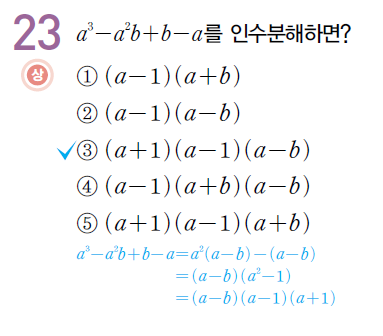 23 a³-a²b+b-a를 인수분해하면?
상
① (a-1)(a+b)
② (a-1)(a-b)
③ (a+1)(a-1)(a-b)
④ (a-1)(a+b)(a-b)
⑤ (a+1)(a-1)(a+b)
a³-a²b+b-a=a²(a-b)-(a-b)
=(a-b)(a²-1)
=(a-b)(a-1)(a+1)